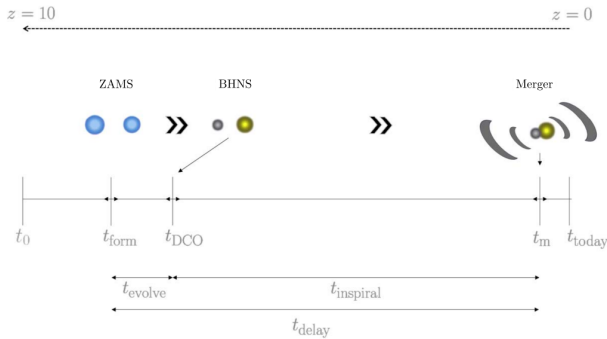 z = 10 z = 0
ZAMS BHNS Merger
t_0 t_form t_DCO t_m t_today
t_evolve t_inspiral
t_delay